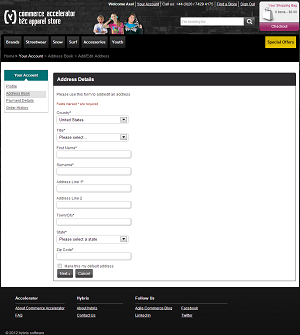 Welcome Axel | Your Account | Call us : +44 (0)20 / 7429 4175 | Find a Store | Sign Out
commerce accelerator
b2c apparel store
I'm looking for
Your Shopping Bag
Checkout
Brands Streetwear Snow Surf Accessories Youth
Special Offers
Home > Your Account > Address Book > Add/Edit Address
Your Account
Profile
Address Book
Payment Details
Order History
Address Details
Please use this form to add/edit an address
Fields marked * are required
Country*
United States
Title*
Please select...
First Name*
Surname*
Address Line 1*
Address Line 2
Town/City*
State*
Please select a state
Zip Code*
Make this my default address
Cancel
Accelerator Hybris Follow Us
About Commerce Accelerator About hybris Agile Commerce Blog Facebook
FAQ Contact Us Linked In Twitter
© 2012 hybris software